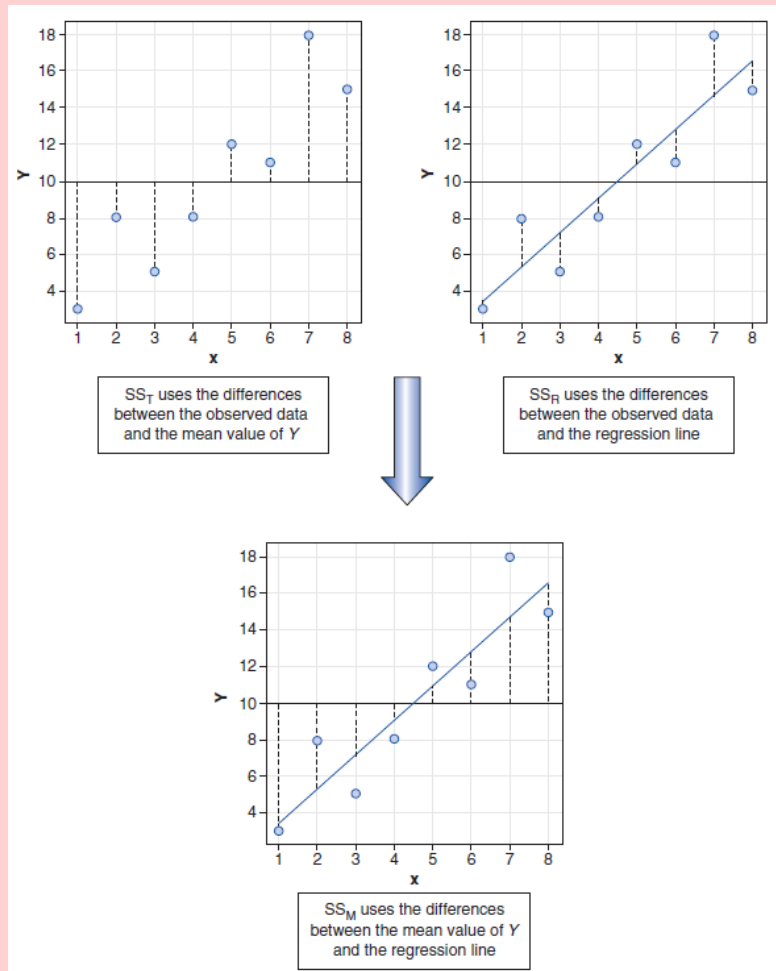 18
16
14
12
10
8
6
4
Y
1 2 3 4 5 6 7 8
X
SST uses the differences
between the observed data
and the mean value of Y
18
16
14
12
10
8
6
4
Y
1 2 3 4 5 6 7 8
X
SSR uses the differences
between the observed data
and the regression line
18
16
14
12
10
8
6
4
Y
1 2 3 4 5 6 7 8
X
SSM uses the differences
between the mean value of Y
and the regression line